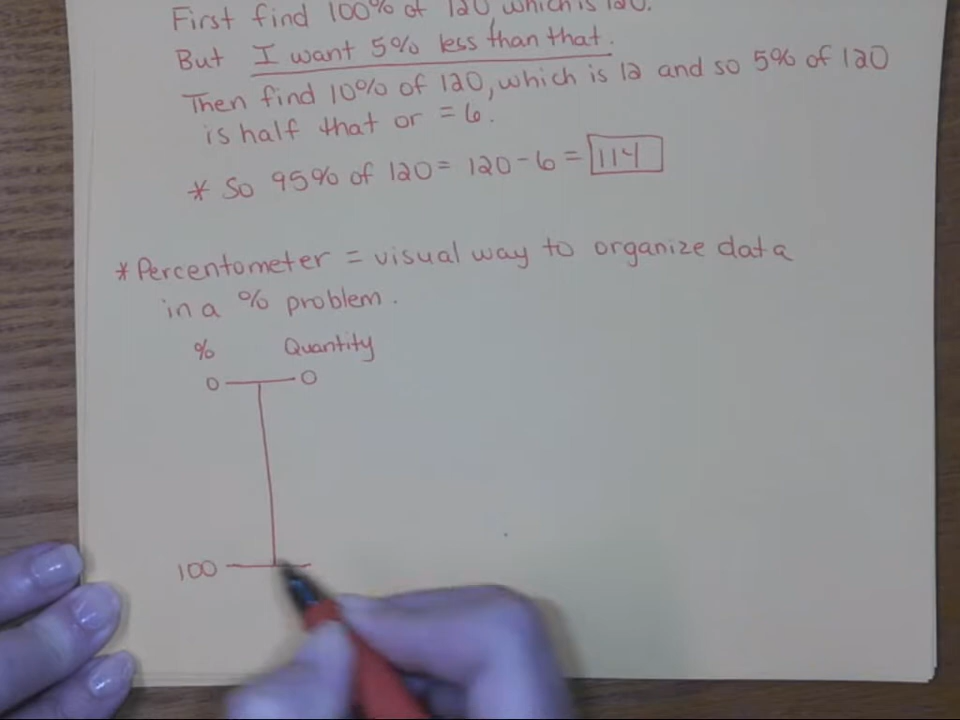 First find 100% of 120, which is 120.
But I want 5% less than that.
Then find 10% of 120, which is 12 and so 5% of 120
is half that or = 6.
* So 95% of 120 = 120 - 6 = 114
* Percentometer = visual way to organize data
in a % problem.
% Quantity
0 0
100